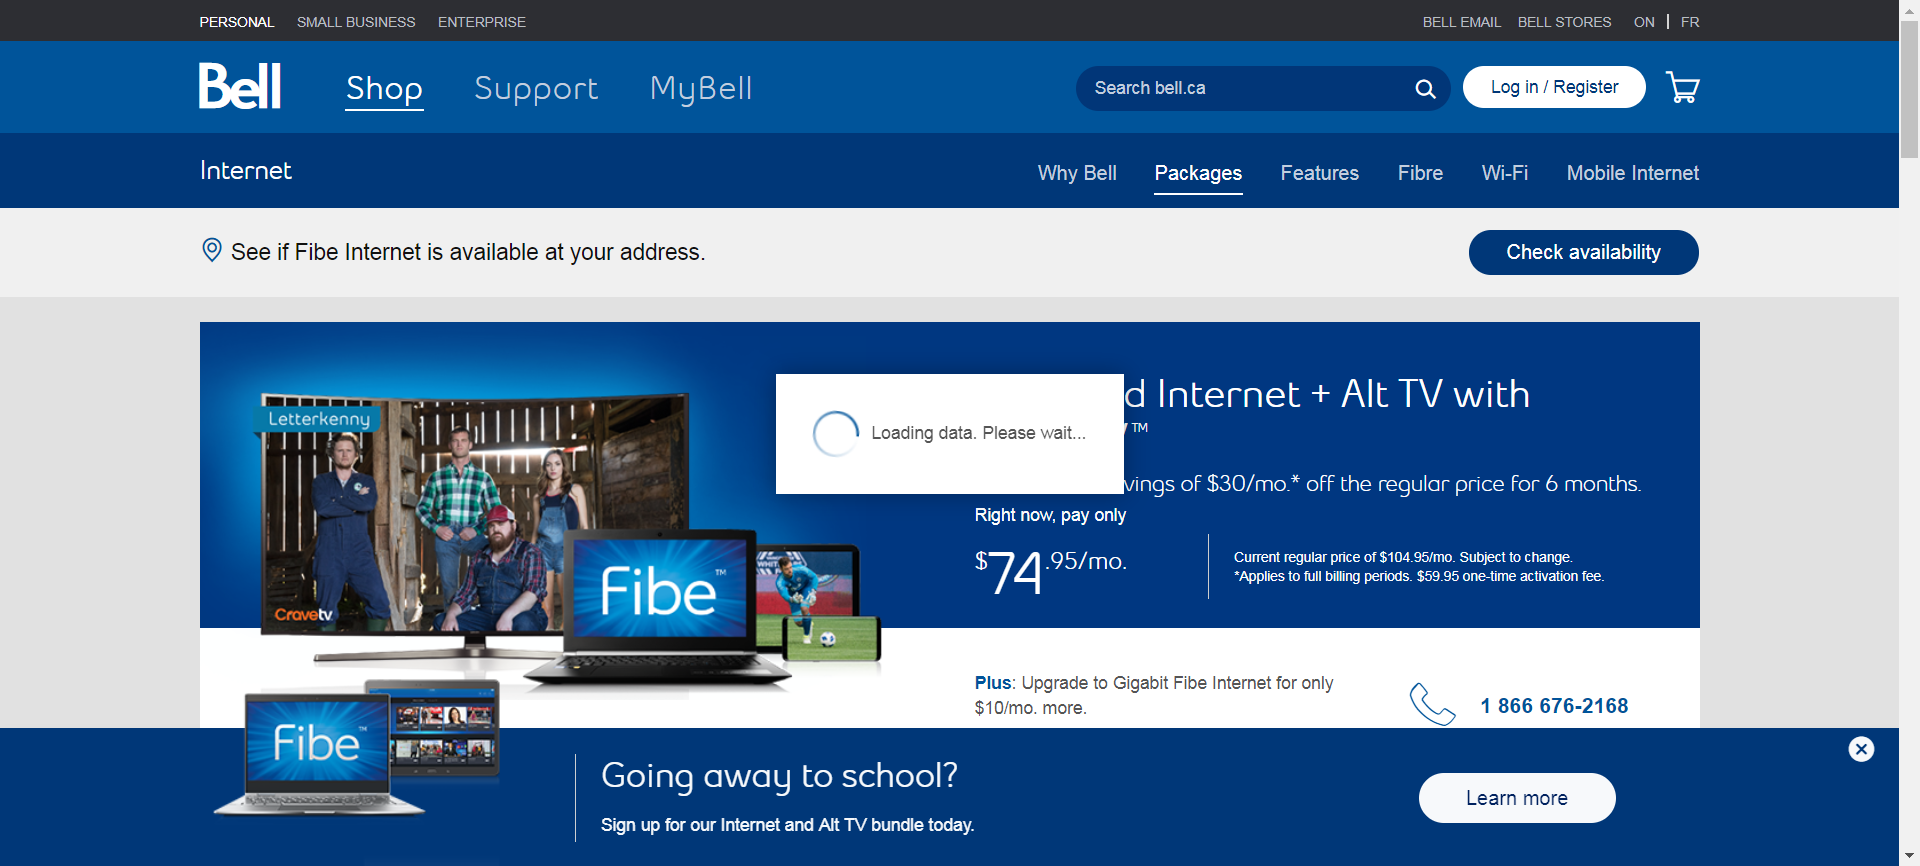 PERSONAL SMALL BUSINESS ENTERPRISE BELL EMAIL BELL STORES ON FR
Bell Shop Support MyBell Search bell.ca Log in / Register
Internet Why Bell Packages Features Fibre Wi-Fi Mobile Internet
See if Fibe Internet is available at your address. Check availability
d Internet + Alt TV with
™
Letterkenny
Loading data. Please wait...
vings of $30/mo.* off the regular price for 6 months.
Right now, pay only
$74.95/mo.
Current regular price of $104.95/mo. Subject to change.
*Applies to full billing periods. $59.95 one-time activation fee.
Fibe™
Cravetv
WHIT
Plus: Upgrade to Gigabit Fibe Internet for only
$10/mo. more.
1 866 676-2168
Fibe™
Going away to school?
Sign up for our Internet and Alt TV bundle today.
Learn more